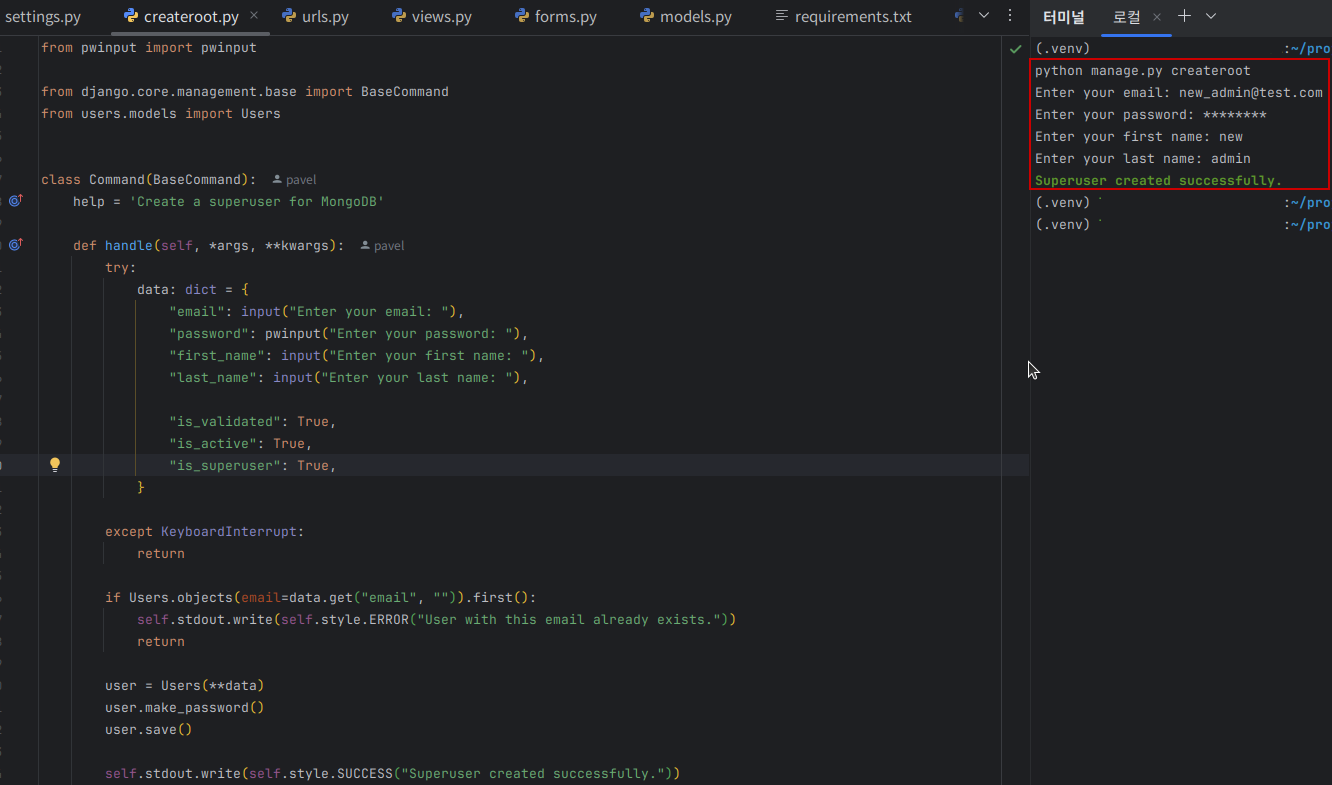 settings.py createroot.py urls.py views.py forms.py models.py requirements.txt
from pwinput import pwinput
from django.core.management.base import BaseCommand
from users.models import Users
class Command(BaseCommand): pavel
help = 'Create a superuser for MongoDB'
def handle(self, *args, **kwargs): pavel
try:
data: dict = {
"email": input("Enter your email: "),
"password": pwinput("Enter your password: "),
"first_name": input("Enter your first name: "),
"last_name": input("Enter your last name: "),
"is_validated": True,
"is_active": True,
"is_superuser": True,
}
except KeyboardInterrupt:
return
if Users.objects(email=data.get("email", "")).first():
self.stdout.write(self.style.ERROR("User with this email already exists."))
return
user = Users(**data)
user.make_password()
user.save()
self.stdout.write(self.style.SUCCESS("Superuser created successfully."))
터미널 로컬
(.venv) :~/pro
python manage.py createroot
Enter your email: new_admin@test.com
Enter your password: ********
Enter your first name: new
Enter your last name: admin
Superuser created successfully.
(.venv) :~/pro
(.venv) :~/pro